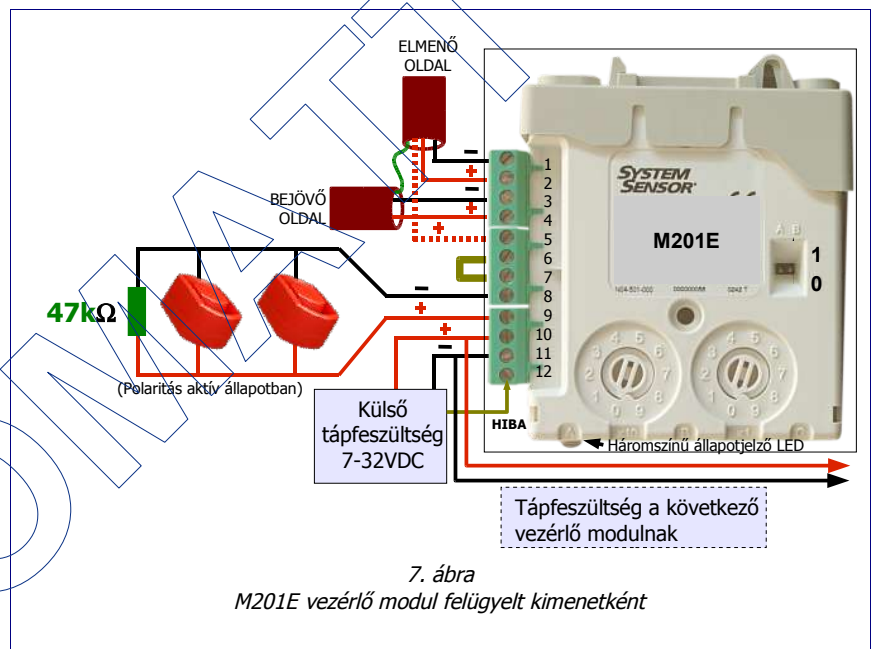 ELMENŐ
OLDAL
BEJÖVŐ
OLDAL
1
2
3
4
5
6
7
8
9
10
11
12
SYSTEM
SENSOR
M201E
A B
1
0
47kΩ
(Polaritás aktív állapotban)
Külső
tápfeszültség
7-32VDC
HIBA
Háromszínű állapotjelző LED
Tápfeszültség a következő
vezérlő modulnak
7. ábra
M201E vezérlő modul felügyelt kimenetként